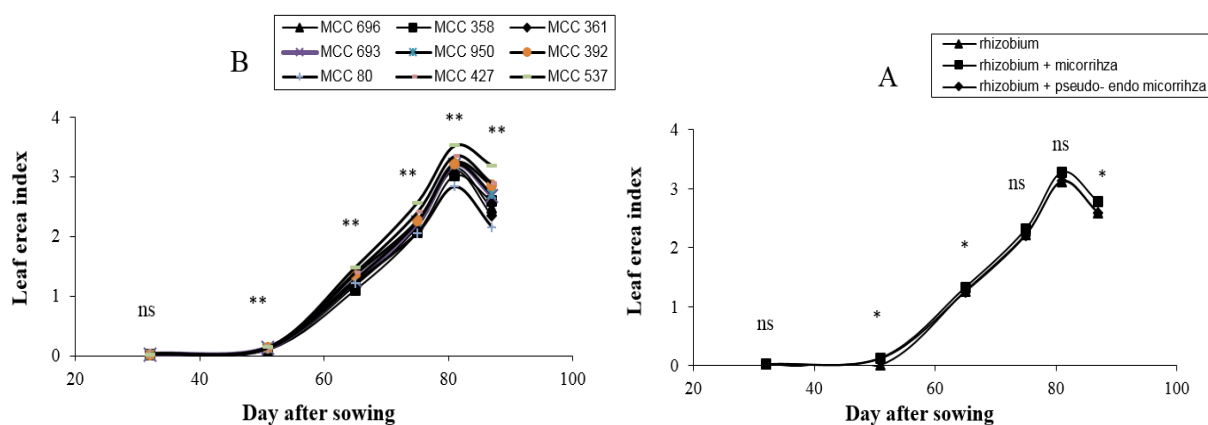 MCC 696 MCC 358 MCC 361
MCC 693 MCC 950 MCC 392
MCC 80 MCC 427 MCC 537
B
4
3
2
1
0
20 40 60 80 100
ns
**
**
**
**
**
Leaf erea index
Day after sowing
rhizobium
rhizobium + micorrihza
rhizobium + pseudo- endo micorrihza
A
4
3
2
1
0
20 40 60 80 100
ns
*
*
ns
ns
*
Leaf erea index
Day after sowing